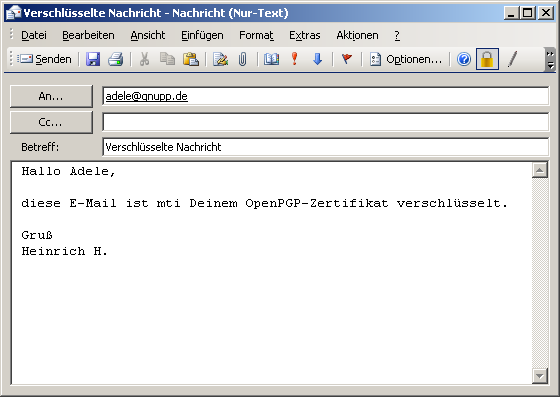 Verschlüsselte Nachricht - Nachricht (Nur-Text)
Datei Bearbeiten Ansicht Einfügen Format Extras Aktionen ?
Senden Optionen...
An... adele@gnupp.de
Cc...
Betreff: Verschlüsselte Nachricht
Hallo Adele,
diese E-Mail ist mti Deinem OpenPGP-Zertifikat verschlüsselt.
Gruß
Heinrich H.